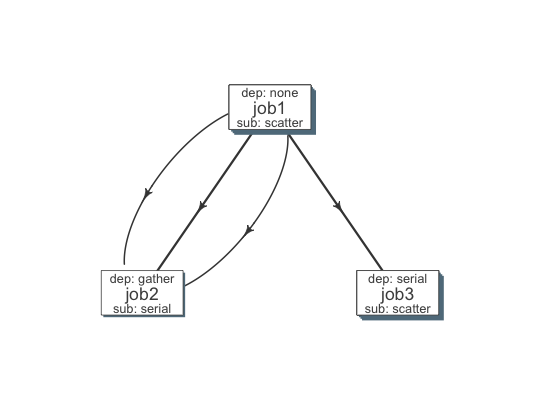 dep: none
job1
sub: scatter
dep: gather
job2
sub: serial
dep: serial
job3
sub: scatter